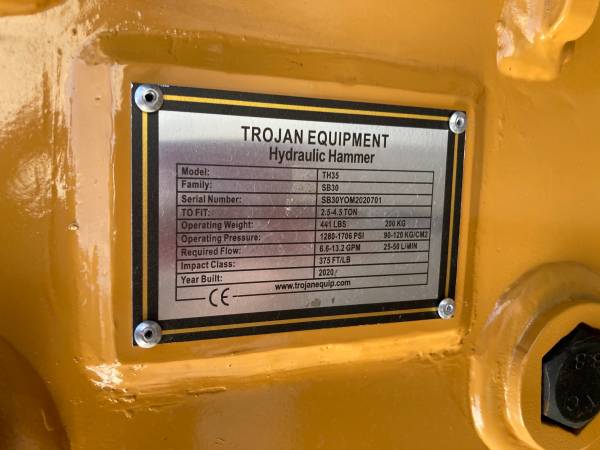 TROJAN EQUIPMENT
Hydraulic Hammer
Model: TH35
Family: SB30
Serial Number: SB30YOM2020701
TO FIT: 2.5-4.5 TON
Operating Weight: 441 LBS 200 KG
Operating Pressure: 1280-1706 PSI 90-120 KG/CM2
Required Flow: 6.6-13.2 GPM 25-50 L/MIN
Impact Class: 375 FT/LB
Year Built: 2020/
CE www.trojanequip.com
8.8